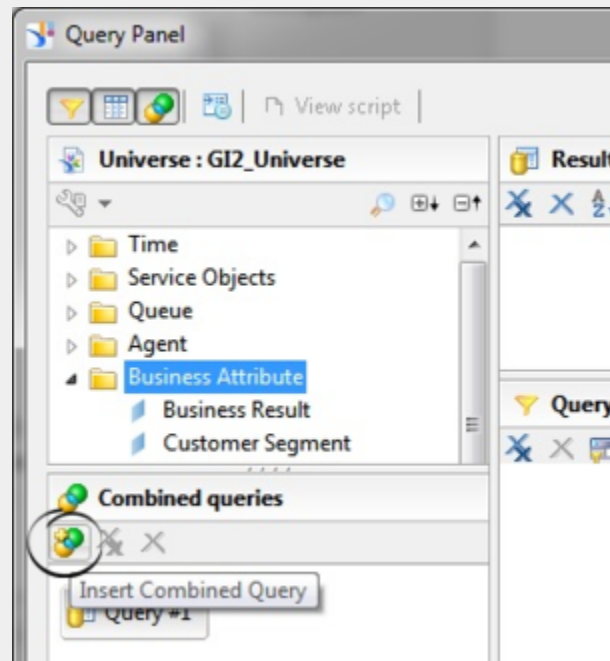 Query Panel
View script
Universe : GI2_Universe
Time
Service Objects
Queue
Agent
Business Attribute
Business Result
Customer Segment
Combined queries
Insert Combined Query
Query #1
Result
A
Z
Query